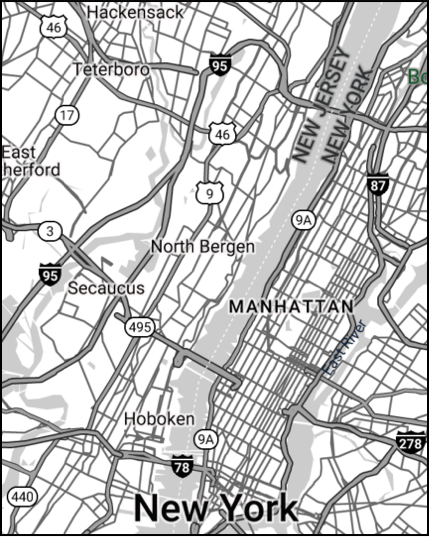 Hackensack
46
Teterboro
95
NEW JERSEY
NEW YORK
17
46
East
herford
87
9
3
9A
North Bergen
95
Secaucus
MANHATTAN
495
East River
Hoboken
9A
278
78
440
New York